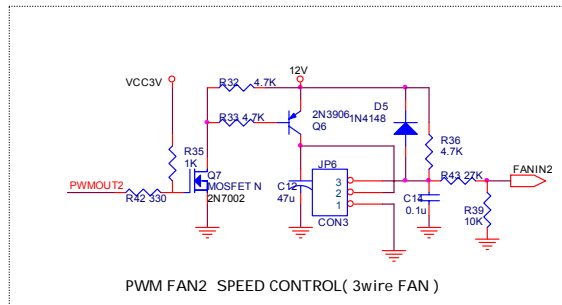 R32 4.7K
12V
VCC3V
R33 4.7K
2N3906
Q6
D5
1N4148
R36
4.7K
R35
1K
Q7
MOSFET N
2N7002
PWMOUT2
R42 330
C12
47u
JP6
3
2
1
CON3
R43 27K
FANIN2
C14
0.1u
R39
10K
PWM FAN2 SPEED CONTROL( 3wire FAN )